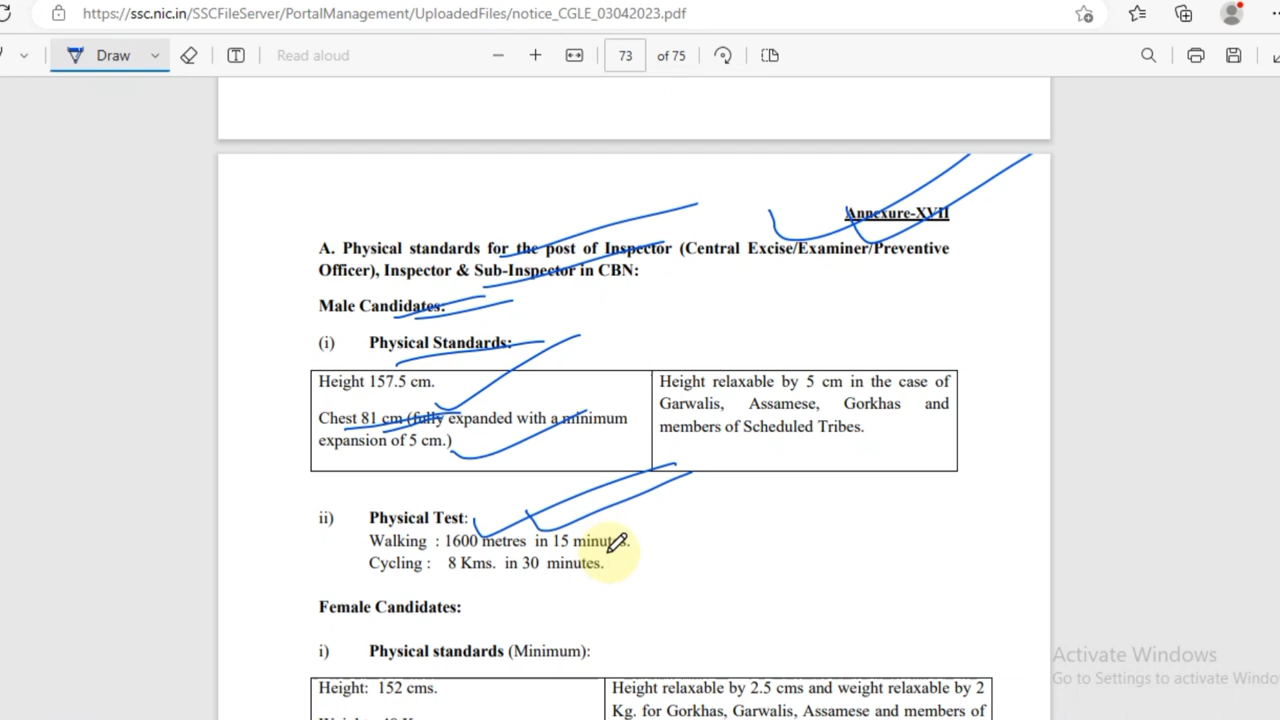 https://ssc.nic.in/SSCFileServer/PortalManagement/UploadedFiles/notice_CGLE_03042023.pdf
Draw
Read aloud
73 of 75
Annexure-XVII
A. Physical standards for the post of Inspector (Central Excise/Examiner/Preventive
Officer), Inspector & Sub-Inspector in CBN:
Male Candidates:
(i) Physical Standards:
Height 157.5 cm.
Chest 81 cm (fully expanded with a minimum
expansion of 5 cm.)
Height relaxable by 5 cm in the case of
Garwalis, Assamese, Gorkhas and
members of Scheduled Tribes.
ii) Physical Test:
Walking : 1600 metres in 15 minutes.
Cycling : 8 Kms. in 30 minutes.
Female Candidates:
i) Physical standards (Minimum):
Height: 152 cms.
Height relaxable by 2.5 cms and weight relaxable by 2
Kg. for Gorkhas, Garwalis, Assamese and members of
Activate Windows
Go to Settings to activate Windo